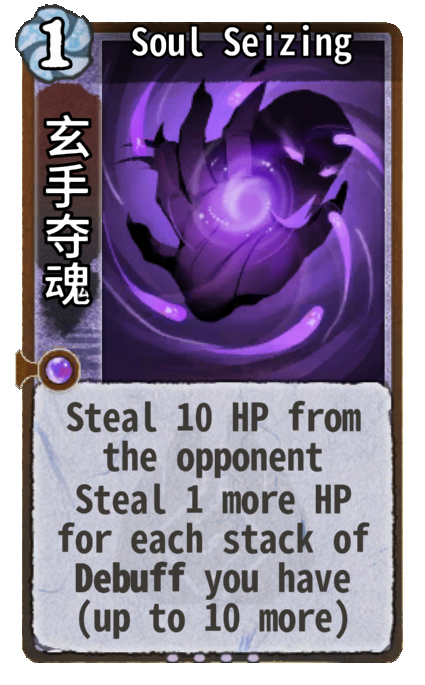 1
Soul Seizing
玄手夺魂
Steal 10 HP from
the opponent
Steal 1 more HP
for each stack of
Debuff you have
(up to 10 more)